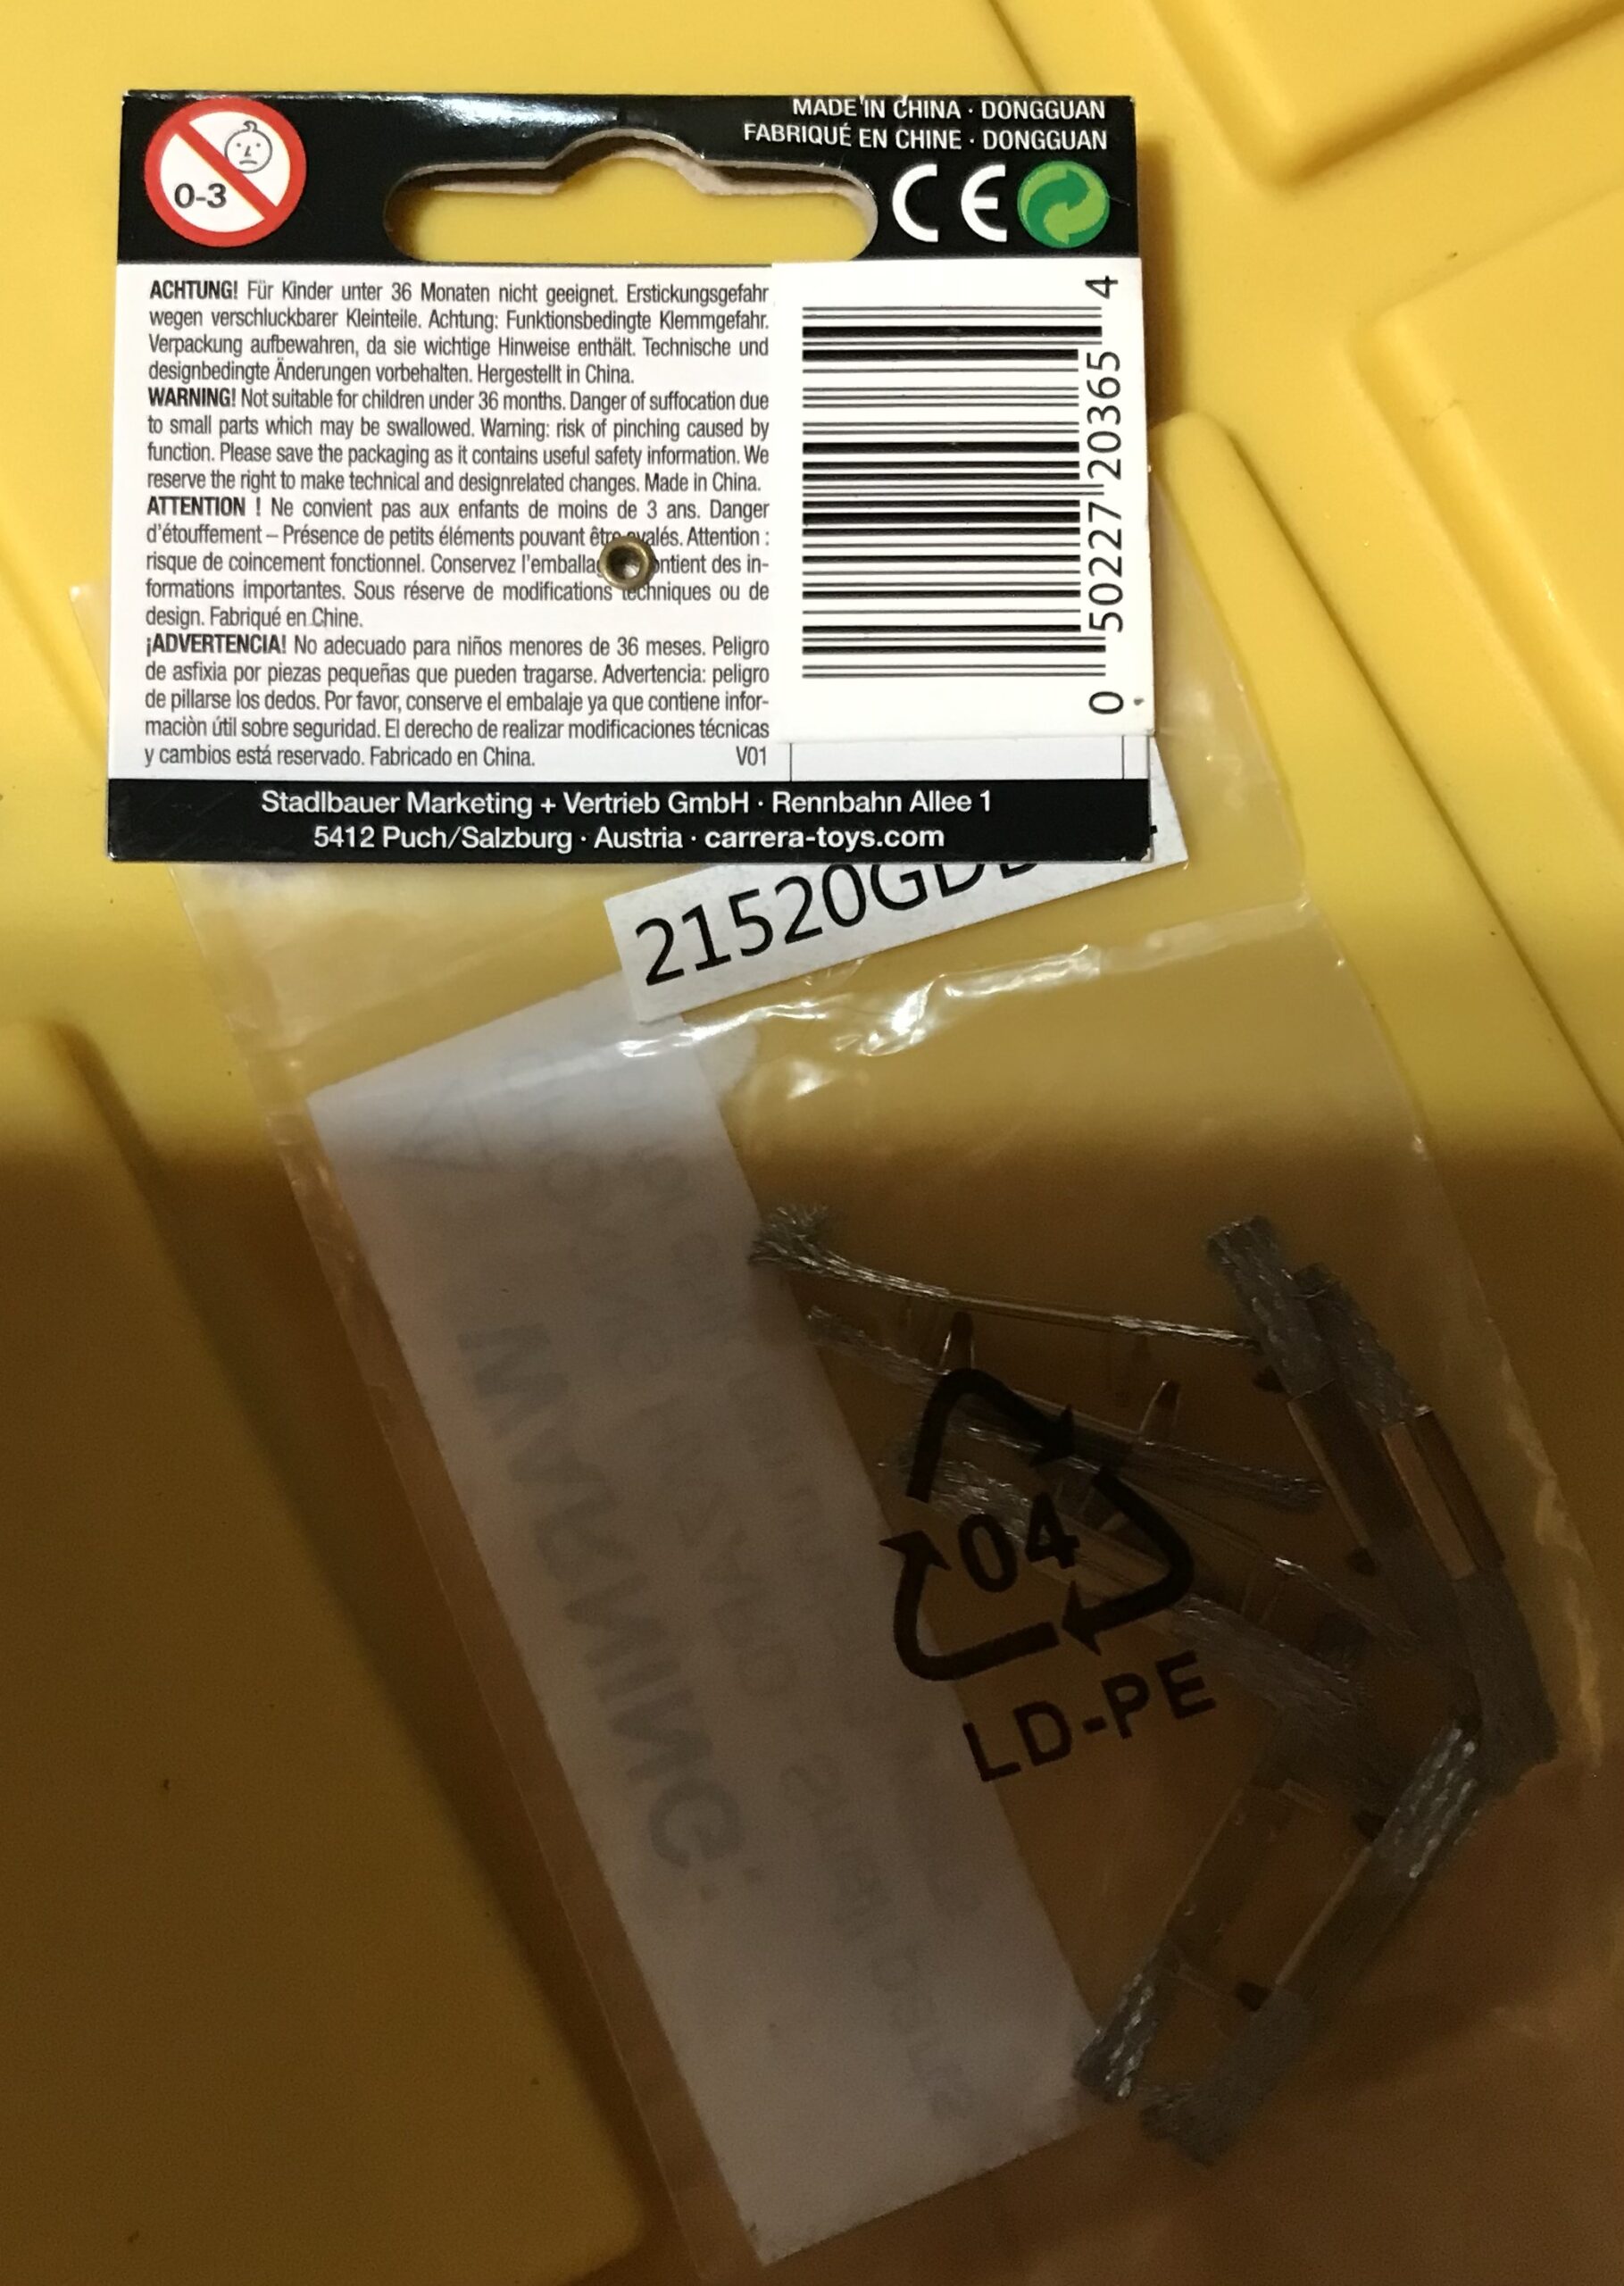 MADE IN CHINA · DONGGUAN
FABRIQUÉ EN CHINE · DONGGUAN
0-3
CE
ACHTUNG! Für Kinder unter 36 Monaten nicht geeignet. Erstickungsgefahr
wegen verschluckbarer Kleinteile. Achtung: Funktionsbedingte Klemmgefahr.
Verpackung aufbewahren, da sie wichtige Hinweise enthält. Technische und
designbedingte Änderungen vorbehalten. Hergestellt in China.
WARNING! Not suitable for children under 36 months. Danger of suffocation due
to small parts which may be swallowed. Warning: risk of pinching caused by
function. Please save the packaging as it contains useful safety information. We
reserve the right to make technical and designrelated changes. Made in China.
ATTENTION ! Ne convient pas aux enfants de moins de 3 ans. Danger
d'étouffement – Présence de petits éléments pouvant être avalés. Attention :
risque de coincement fonctionnel. Conservez l'emballag ontient des in-
formations importantes. Sous réserve de modifications techniques ou de
design. Fabriqué en Chine.
¡ADVERTENCIA! No adecuado para niños menores de 36 meses. Peligro
de asfixia por piezas pequeñas que pueden tragarse. Advertencia: peligro
de pillarse los dedos. Por favor, conserve el embalaje ya que contiene infor-
maciòn útil sobre seguridad. El derecho de realizar modificaciones técnicas
y cambios está reservado. Fabricado en China. V01
0 50227 20365 4
Stadlbauer Marketing + Vertrieb GmbH · Rennbahn Allee 1
5412 Puch/Salzburg · Austria · carrera-toys.com
21520GD
WARNING:
04
LD-PE